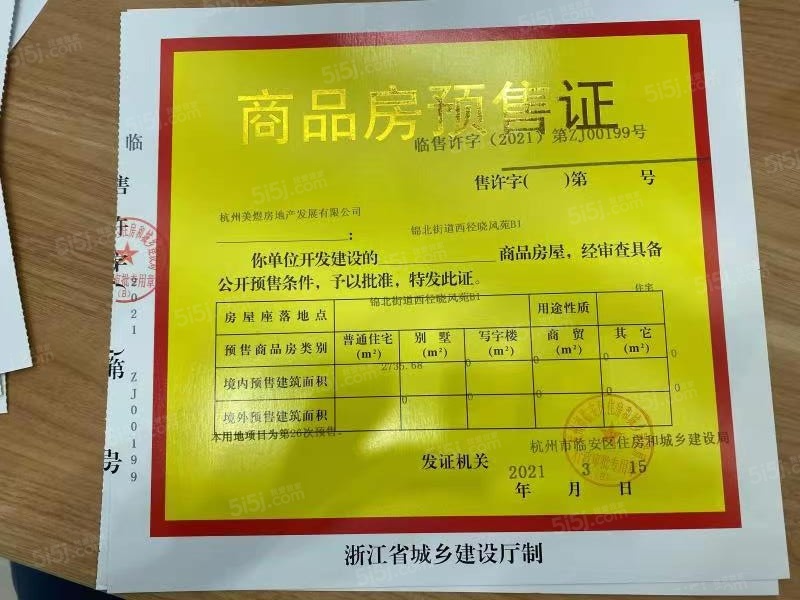 商品房预售证
临售许字（2021）第ZJ00199号
售许字(　　)第　　号
杭州美煜房地产发展有限公司
：
锦北街道西径晓风苑B1
你单位开发建设的　　商品房屋，经审查具备
公开预售条件，予以批准，特发此证。
房屋座落地点　锦北街道西径晓风苑B1　用途性质　住宅
预售商品房类别　普通住宅(m²)　别墅(m²)　写字楼(m²)　商贸(m²)　其它(m²)
境内预售建筑面积　2735.68　0　0　0　0
境外预售建筑面积　0　0　0　0
本用地项目为第26次预售。
杭州市临安区住房和城乡建设局
发证机关
2021　3　15
年　月　日
浙江省城乡建设厅制
临售许字　第　号
2021 ZJ00199
5i5j.com